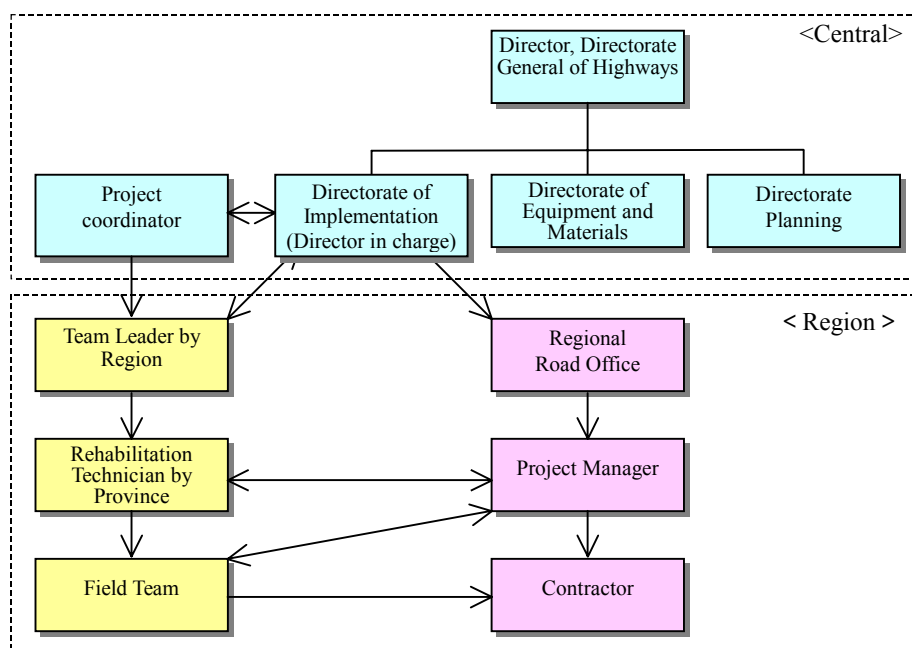 <Central>
Director, Directorate
General of Highways
Project
coordinator
Directorate of
Implementation
(Director in charge)
Directorate of
Equipment and
Materials
Directorate
Planning
< Region >
Team Leader by
Region
Regional
Road Office
Rehabilitation
Technician by
Province
Project Manager
Field Team
Contractor